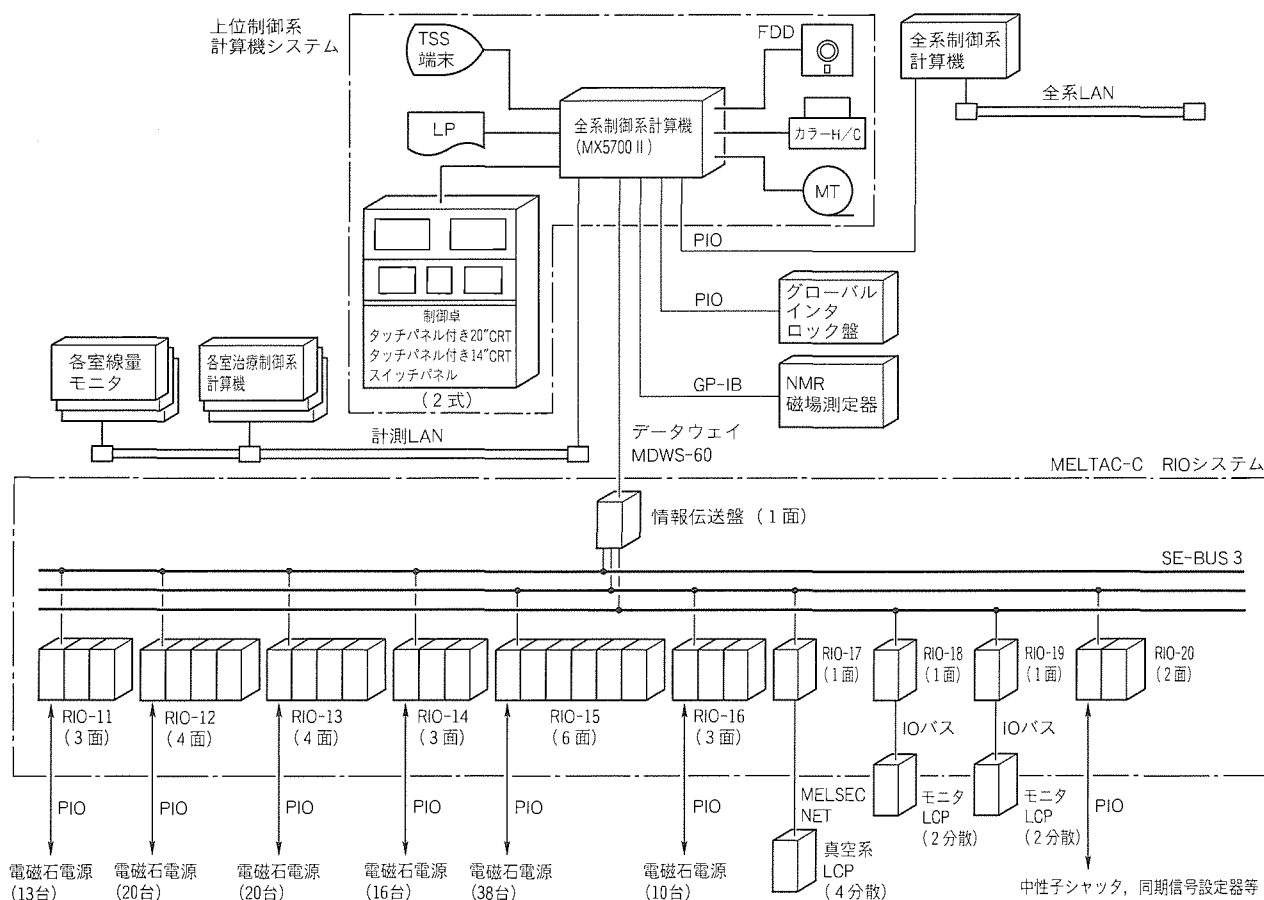 上位制御系
計算機システム
TSS
端末
LP
FDD
全系制御系計算機
(MX5700Ⅱ)
カラーH/C
MT
全系制御系
計算機
全系LAN
制御卓
タッチパネル付き20″CRT
タッチパネル付き14″CRT
スイッチパネル
(2式)
PIO
PIO
グローバル
インタ
ロック盤
GP-IB
NMR
磁場測定器
各室線量
モニタ
各室治療制御系
計算機
計測LAN
データウェイ
MDWS-60
MELTAC-C RIOシステム
情報伝送盤(1面)
SE-BUS 3
RIO-11
(3面)
RIO-12
(4面)
RIO-13
(4面)
RIO-14
(3面)
RIO-15
(6面)
RIO-16
(3面)
RIO-17
(1面)
RIO-18
(1面)
RIO-19
(1面)
RIO-20
(2面)
IOバス
IOバス
PIO
PIO
PIO
PIO
PIO
PIO
MELSEC
NET
モニタ
LCP
(2分散)
モニタ
LCP
(2分散)
PIO
電磁石電源
(13台)
電磁石電源
(20台)
電磁石電源
(20台)
電磁石電源
(16台)
電磁石電源
(38台)
電磁石電源
(10台)
真空系
LCP
(4分散)
中性子シャッタ,同期信号設定器等